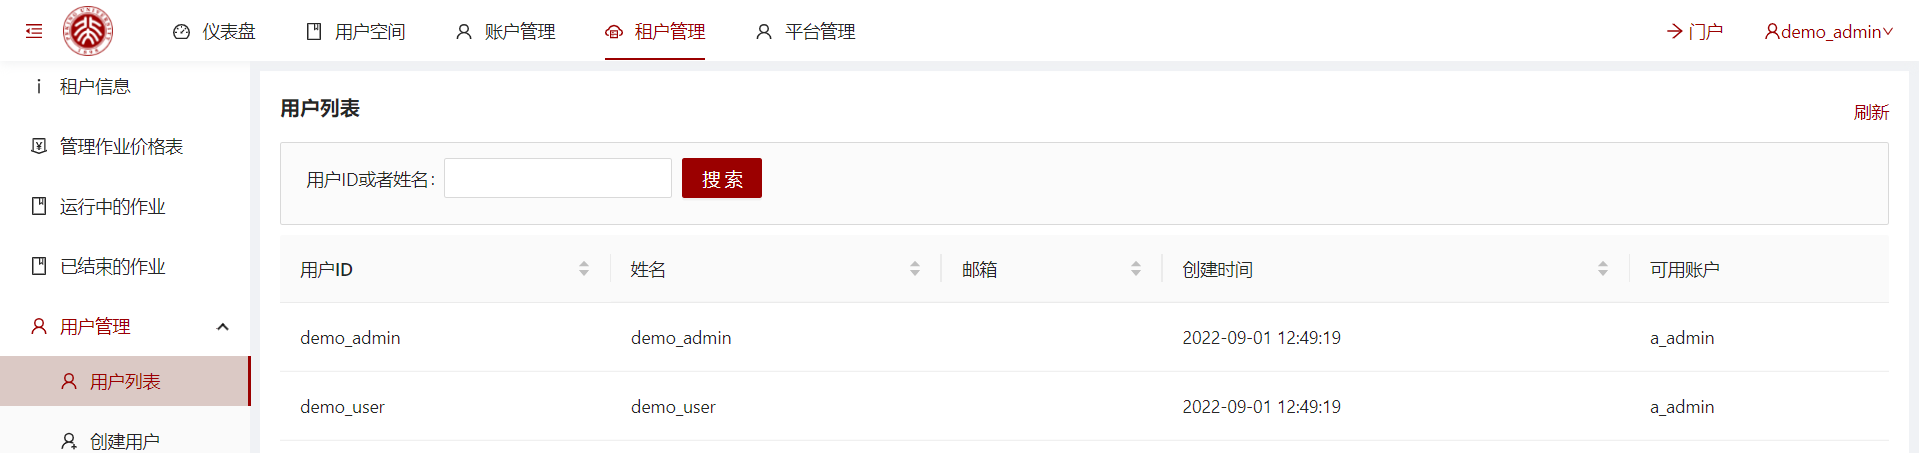 仪表盘 用户空间 账户管理 租户管理 平台管理 门户 demo_admin
租户信息
管理作业价格表
运行中的作业
已结束的作业
用户管理
用户列表
创建用户
用户列表
刷新
用户ID或者姓名: 搜 索
用户ID 姓名 邮箱 创建时间 可用账户
demo_admin demo_admin 2022-09-01 12:49:19 a_admin
demo_user demo_user 2022-09-01 12:49:19 a_admin